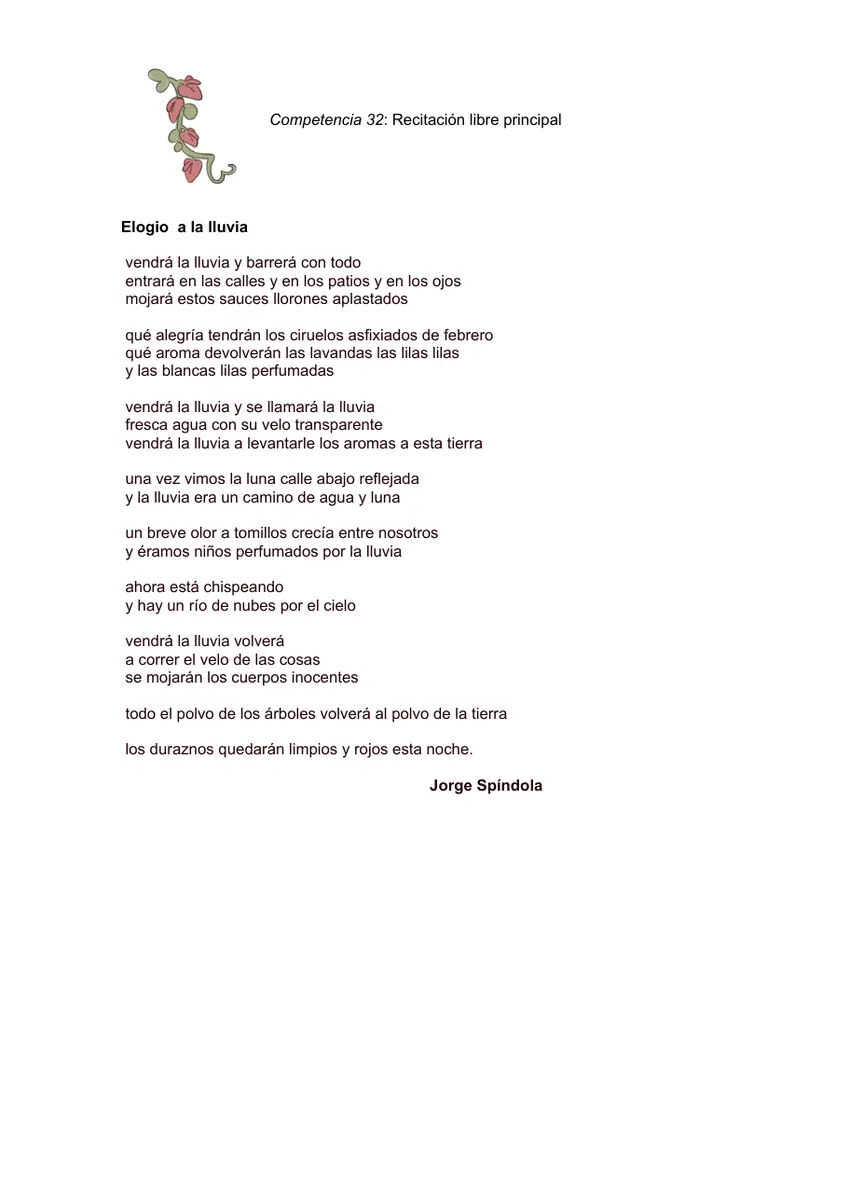 Competencia 32: Recitación libre principal
Elogio  a la lluvia
vendrá la lluvia y barrerá con todo
entrará en las calles y en los patios y en los ojos
mojará estos sauces llorones aplastados
qué alegría tendrán los ciruelos asfixiados de febrero
qué aroma devolverán las lavandas las lilas lilas
y las blancas lilas perfumadas
vendrá la lluvia y se llamará la lluvia
fresca agua con su velo transparente
vendrá la lluvia a levantarle los aromas a esta tierra
una vez vimos la luna calle abajo reflejada
y la lluvia era un camino de agua y luna
un breve olor a tomillos crecía entre nosotros
y éramos niños perfumados por la lluvia
ahora está chispeando
y hay un río de nubes por el cielo
vendrá la lluvia volverá
a correr el velo de las cosas
se mojarán los cuerpos inocentes
todo el polvo de los árboles volverá al polvo de la tierra
los duraznos quedarán limpios y rojos esta noche.
Jorge Spíndola